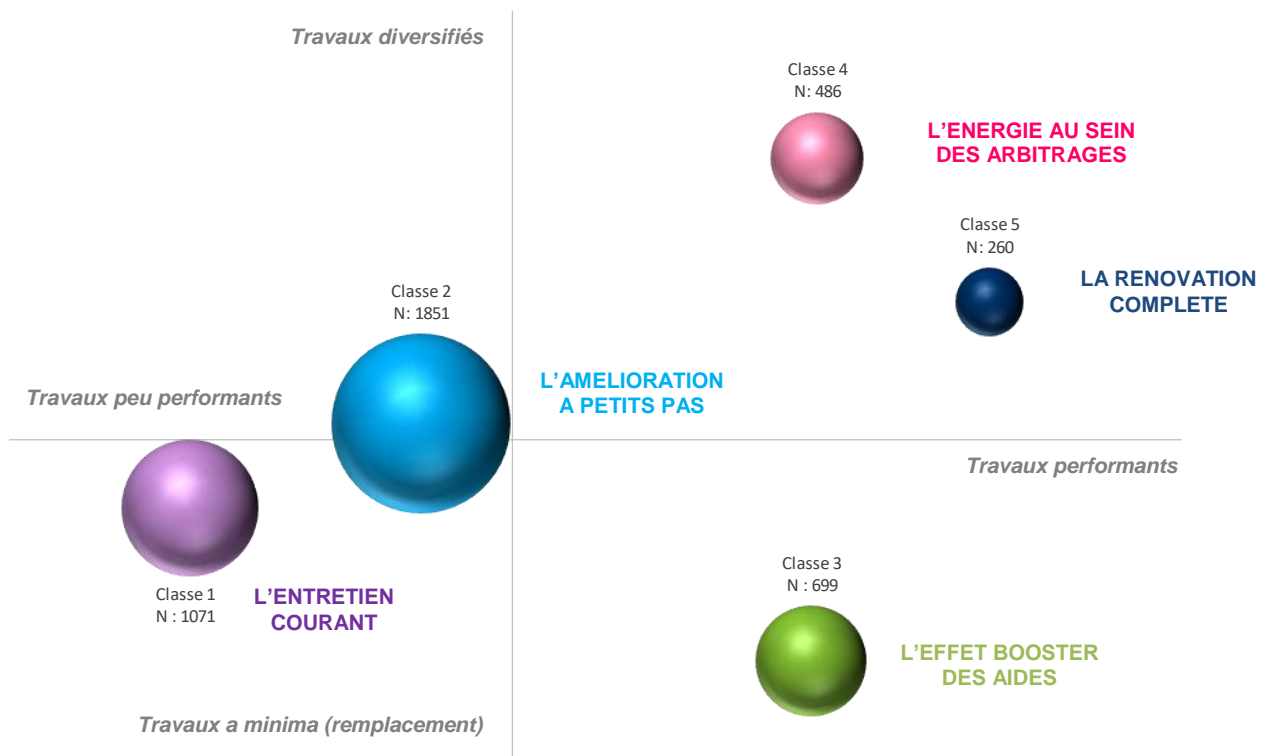 Travaux diversifiés
Classe 4
N: 486
L’ENERGIE AU SEIN
DES ARBITRAGES
Classe 5
N: 260
LA RENOVATION
COMPLETE
Classe 2
N: 1851
L’AMELIORATION
A PETITS PAS
Travaux peu performants
Travaux performants
Classe 1
N : 1071
L’ENTRETIEN
COURANT
Classe 3
N : 699
L’EFFET BOOSTER
DES AIDES
Travaux a minima (remplacement)